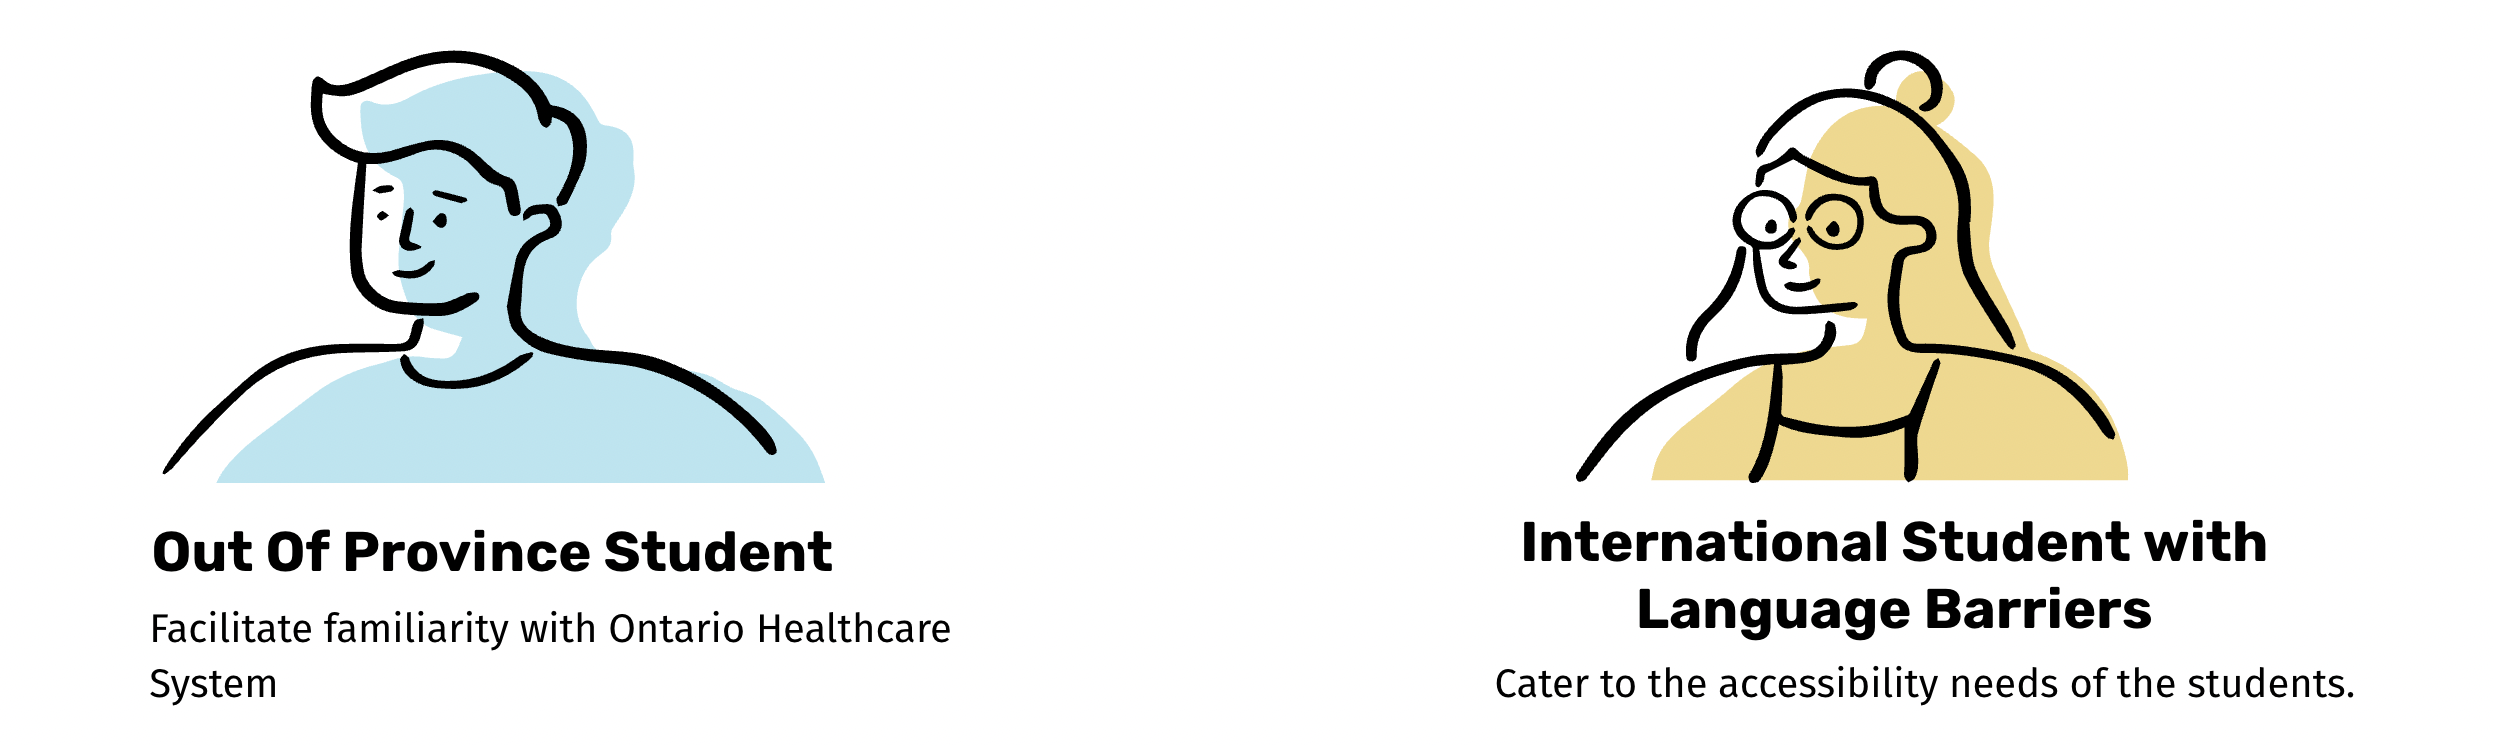 Out Of Province Student
Facilitate familiarity with Ontario Healthcare
System
International Student with
Language Barriers
Cater to the accessibility needs of the students.